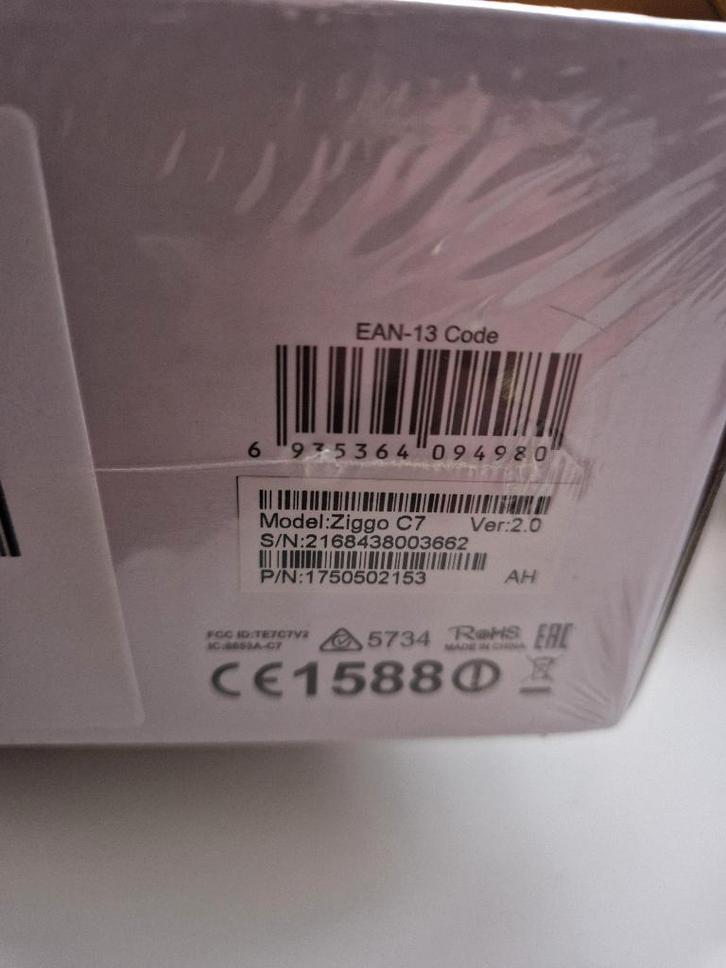 EAN-13 Code
6 935364 094980
Model:Ziggo C7 Ver:2.0
S/N:2168438003662
P/N:1750502153 AH
FCC ID:TE7C7V2
IC:8853A-C7
5734
RoHS
MADE IN CHINA
EAC
CE1588